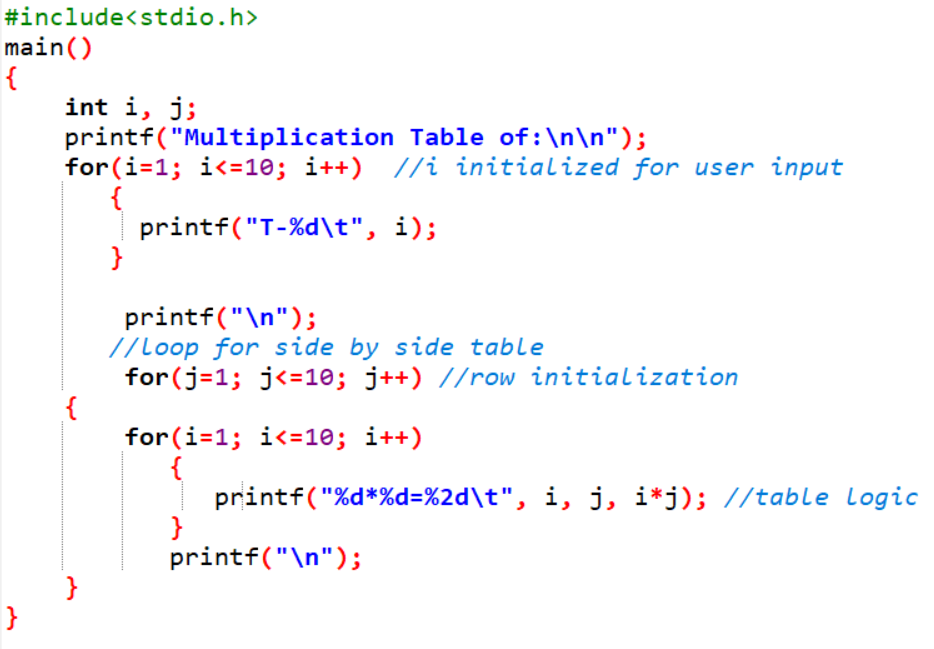 #include<stdio.h>
main()
{
    int i, j;
    printf("Multiplication Table of:\n\n");
    for(i=1; i<=10; i++)  //i initialized for user input
       {
         printf("T-%d\t", i);
       }

        printf("\n");
       //loop for side by side table
        for(j=1; j<=10; j++) //row initialization
    {
        for(i=1; i<=10; i++)
           {
              printf("%d*%d=%2d\t", i, j, i*j); //table logic
           }
           printf("\n");
    }
}